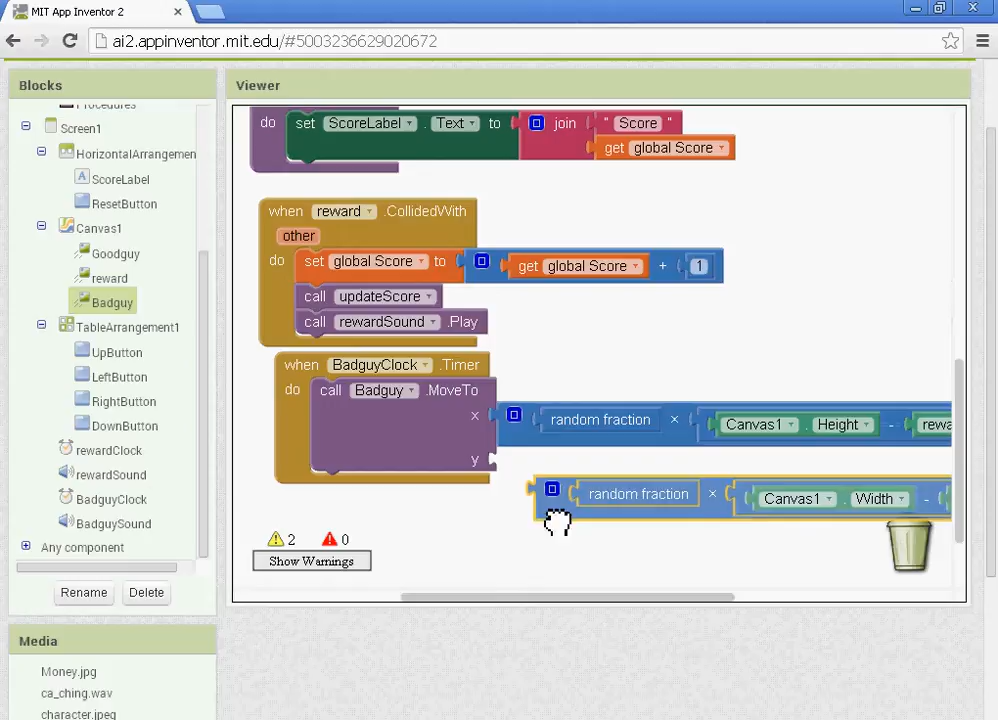 MIT App Inventor 2
ai2.appinventor.mit.edu/#5003236629020672
Blocks
Viewer
Procedures
Screen1
HorizontalArrangemen
ScoreLabel
ResetButton
Canvas1
Goodguy
reward
Badguy
TableArrangement1
UpButton
LeftButton
RightButton
DownButton
rewardClock
rewardSound
BadguyClock
BadguySound
Any component
Rename Delete
Media
Money.jpg
ca_ching.wav
character.jpeg
do set ScoreLabel . Text to join " Score "
get global Score
when reward .CollidedWith
other
do set global Score to get global Score + 1
call updateScore
call rewardSound .Play
when BadguyClock .Timer
do call Badguy .MoveTo
x random fraction × Canvas1 . Height - rewa
y
random fraction × Canvas1 . Width -
2 0
Show Warnings